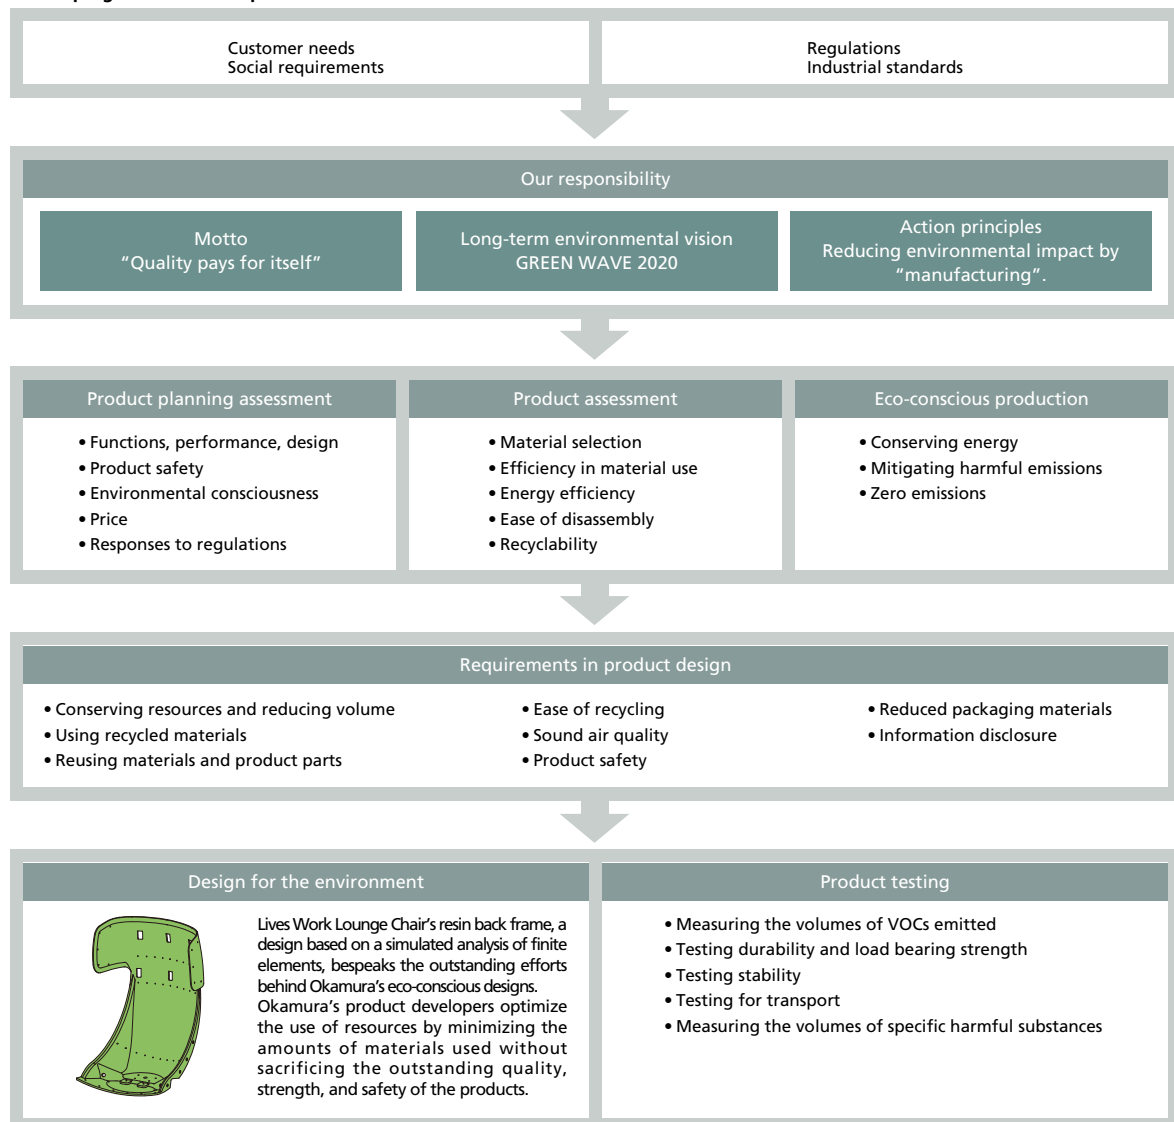 Customer needs
Social requirements
Regulations
Industrial standards
Our responsibility
Motto
“Quality pays for itself”
Long-term environmental vision
GREEN WAVE 2020
Action principles
Reducing environmental impact by
“manufacturing”.
Product planning assessment
• Functions, performance, design
• Product safety
• Environmental consciousness
• Price
• Responses to regulations
Product assessment
• Material selection
• Efficiency in material use
• Energy efficiency
• Ease of disassembly
• Recyclability
Eco-conscious production
• Conserving energy
• Mitigating harmful emissions
• Zero emissions
Requirements in product design
• Conserving resources and reducing volume
• Using recycled materials
• Reusing materials and product parts
• Ease of recycling
• Sound air quality
• Product safety
• Reduced packaging materials
• Information disclosure
Design for the environment
Lives Work Lounge Chair’s resin back frame, a
design based on a simulated analysis of finite
elements, bespeaks the outstanding efforts
behind Okamura’s eco-conscious designs.
Okamura’s product developers optimize
the use of resources by minimizing the
amounts of materials used without
sacrificing the outstanding quality,
strength, and safety of the products.
Product testing
• Measuring the volumes of VOCs emitted
• Testing durability and load bearing strength
• Testing stability
• Testing for transport
• Measuring the volumes of specific harmful substances